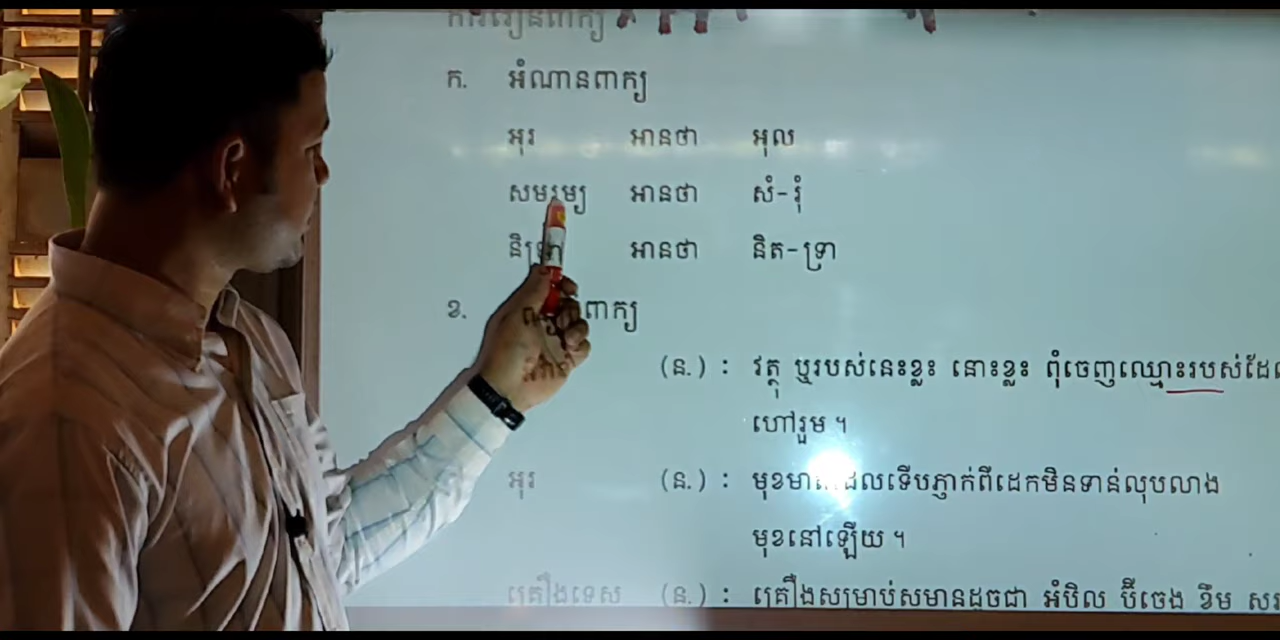 ក. អំណានពាក្យ
អុរ អានថា អុល
សមរម្យ អានថា សំ-រុំ
និទ្រា អានថា និត-ទ្រា
ខ. ពាក្យ
(ន.) : វត្ថុ ឬរបស់នេះខ្លះ នោះខ្លះ ពុំចេញឈ្មោះរបស់ដែល
ហៅរួម ។
អុរ (ន.) : មុខមាត់ដែលទើបភ្ញាក់ពីដេកមិនទាន់លុបលាង
មុខនៅឡើយ ។
គ្រឿងទេស (ន.) : គ្រឿងសម្រាប់សមានដូចជា អំបិល ប៊ីចេង ខឹម